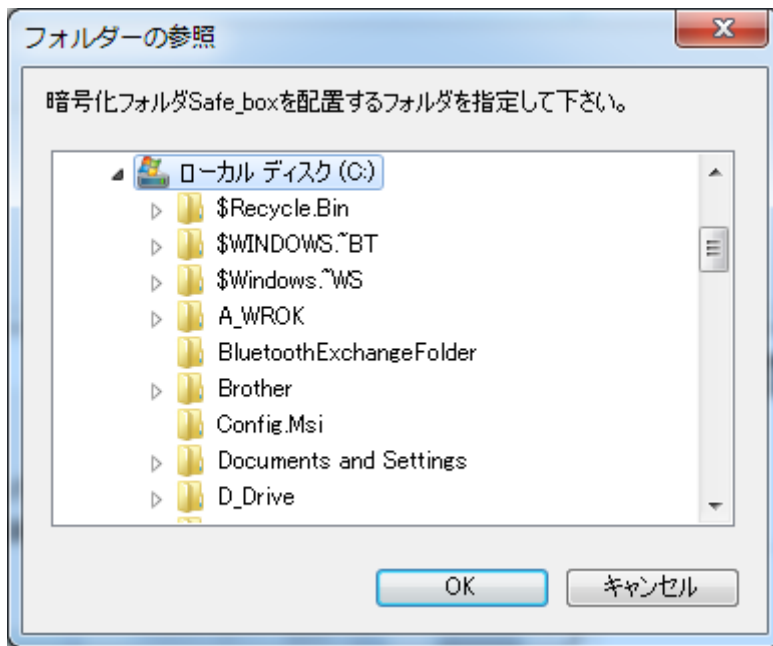 フォルダーの参照
暗号化フォルダSafe_boxを配置するフォルダを指定して下さい。
ローカル ディスク (C:)
$Recycle.Bin
$WINDOWS.~BT
$Windows.~WS
A_WROK
BluetoothExchangeFolder
Brother
Config.Msi
Documents and Settings
D_Drive
OK
キャンセル